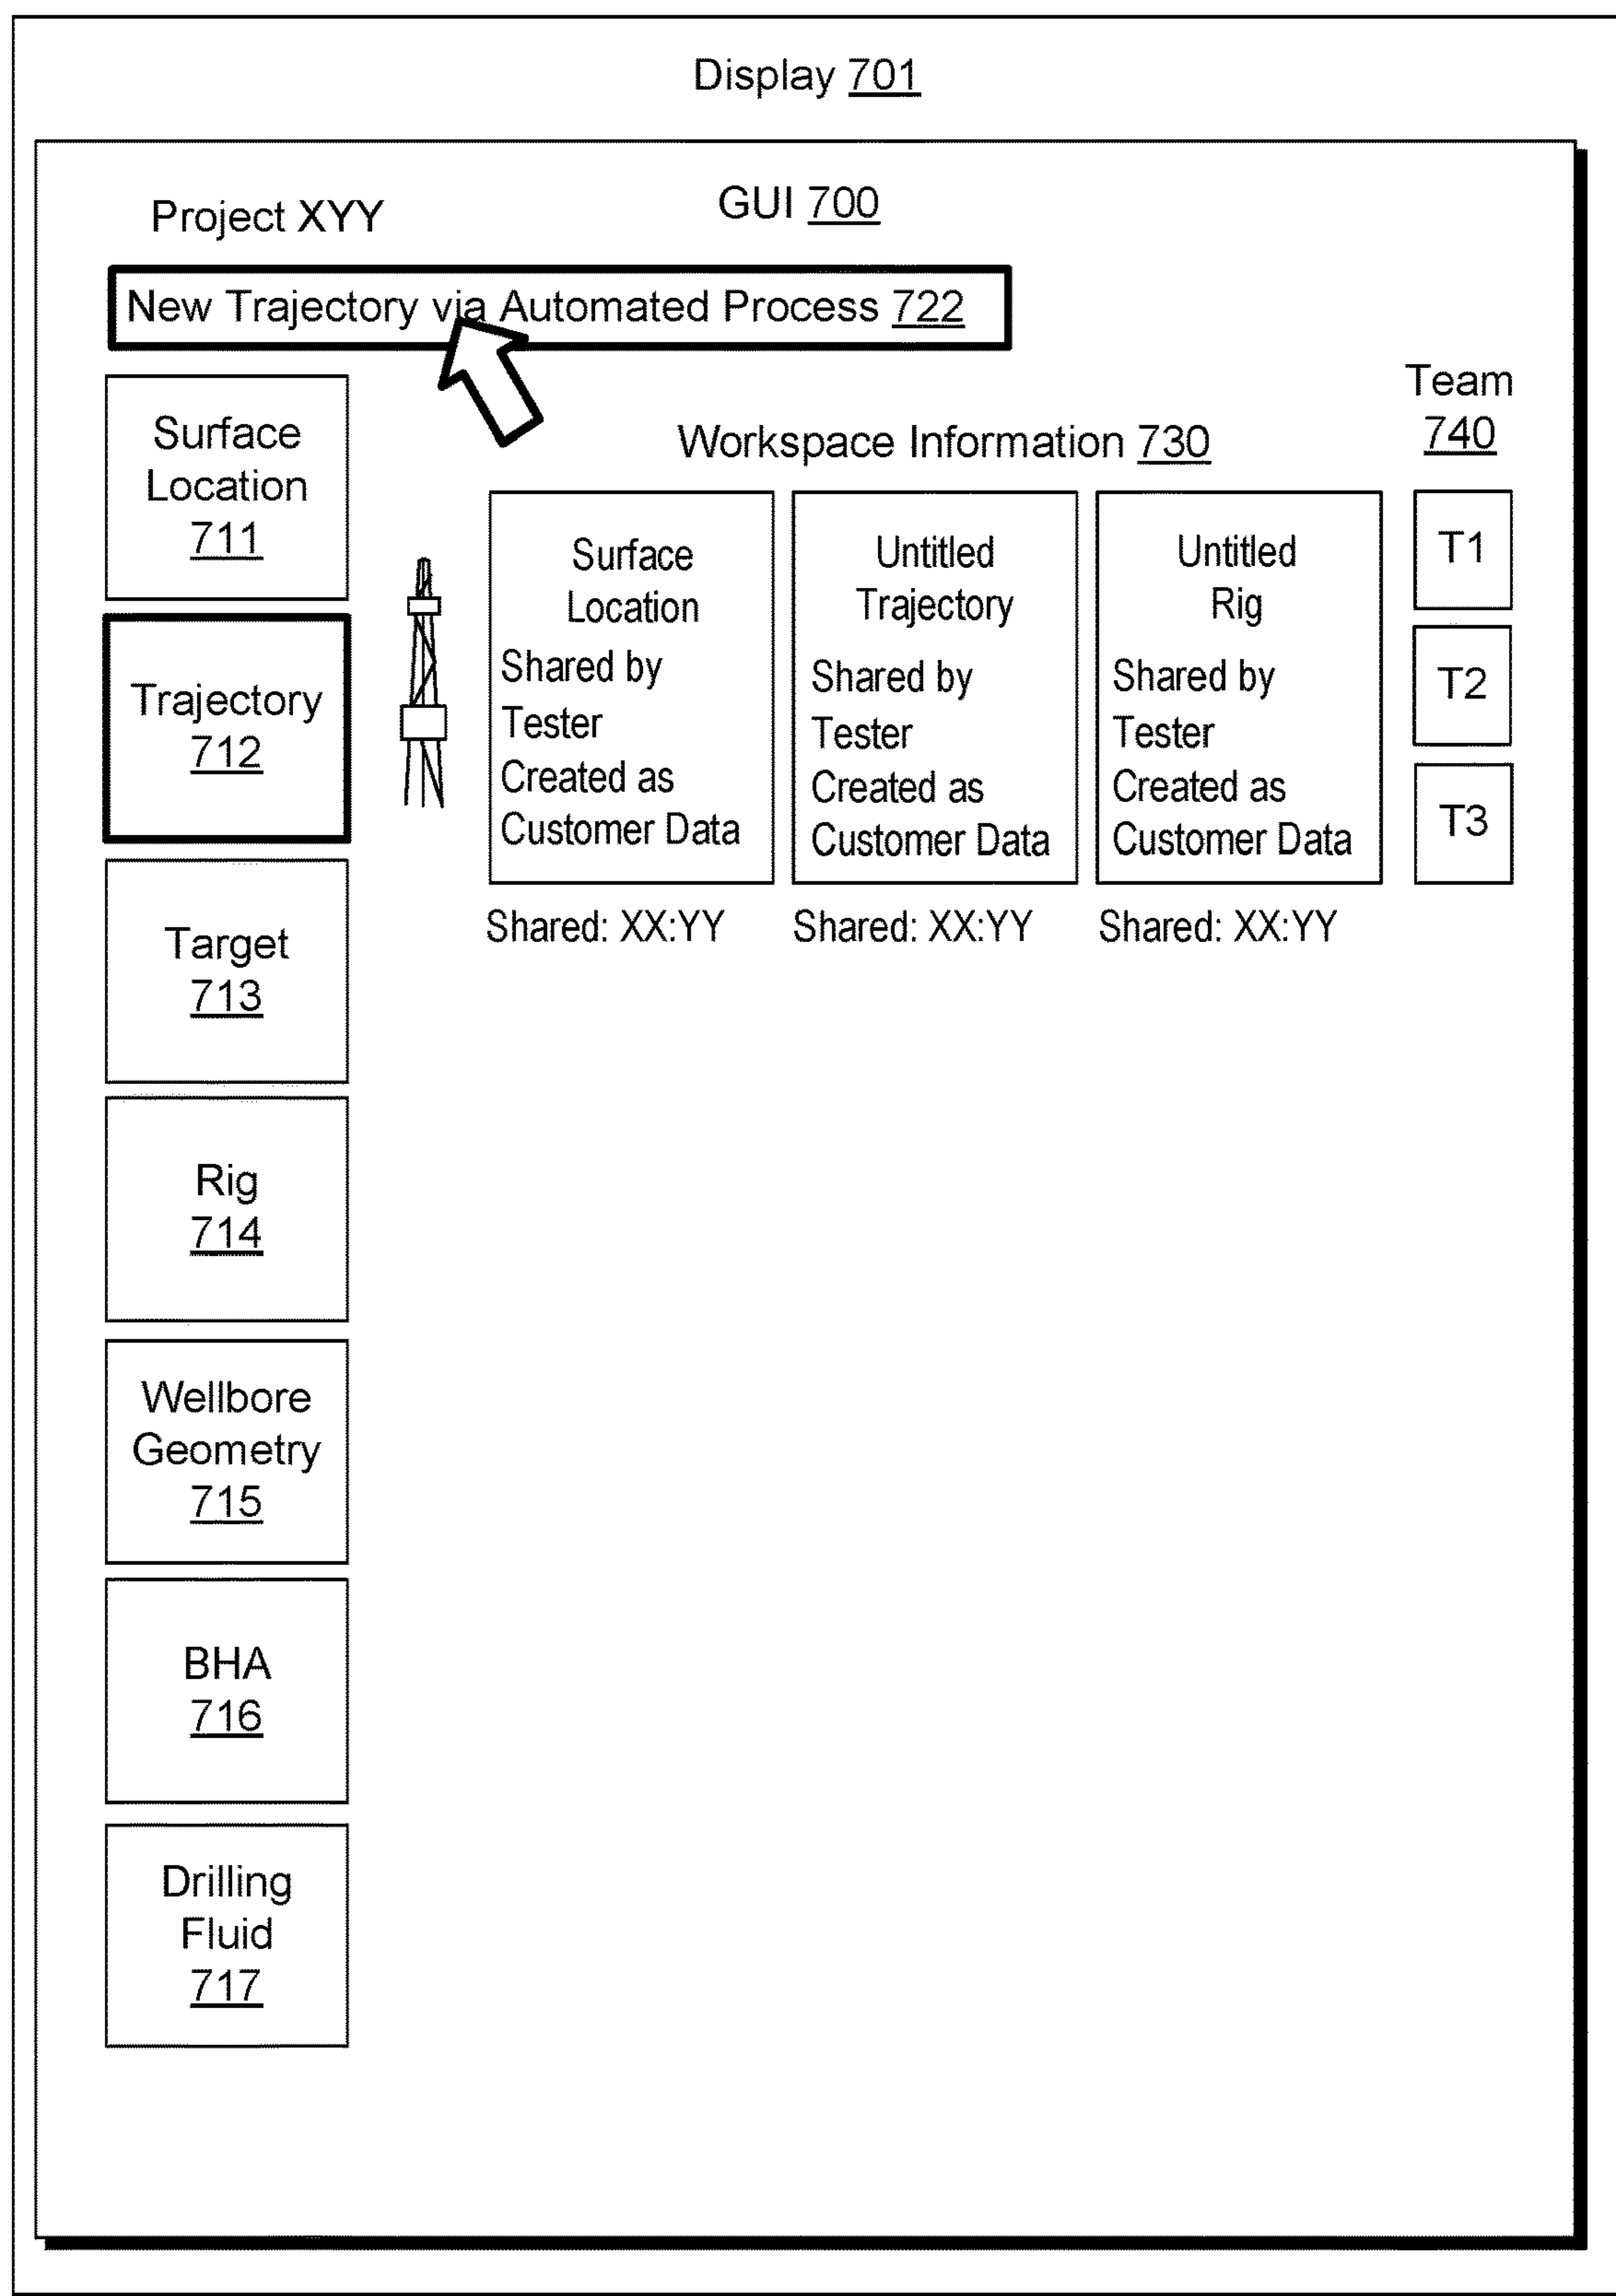 Display 701
GUI 700
Project XYY
New Trajectory via Automated Process 722
Surface
Location
711
Trajectory
712
Target
713
Rig
714
Wellbore
Geometry
715
BHA
716
Drilling
Fluid
717
Workspace Information 730
Surface
Location
Shared by
Tester
Created as
Customer Data
Shared: XX:YY
Untitled
Trajectory
Shared by
Tester
Created as
Customer Data
Shared: XX:YY
Untitled
Rig
Shared by
Tester
Created as
Customer Data
Shared: XX:YY
Team
740
T1
T2
T3